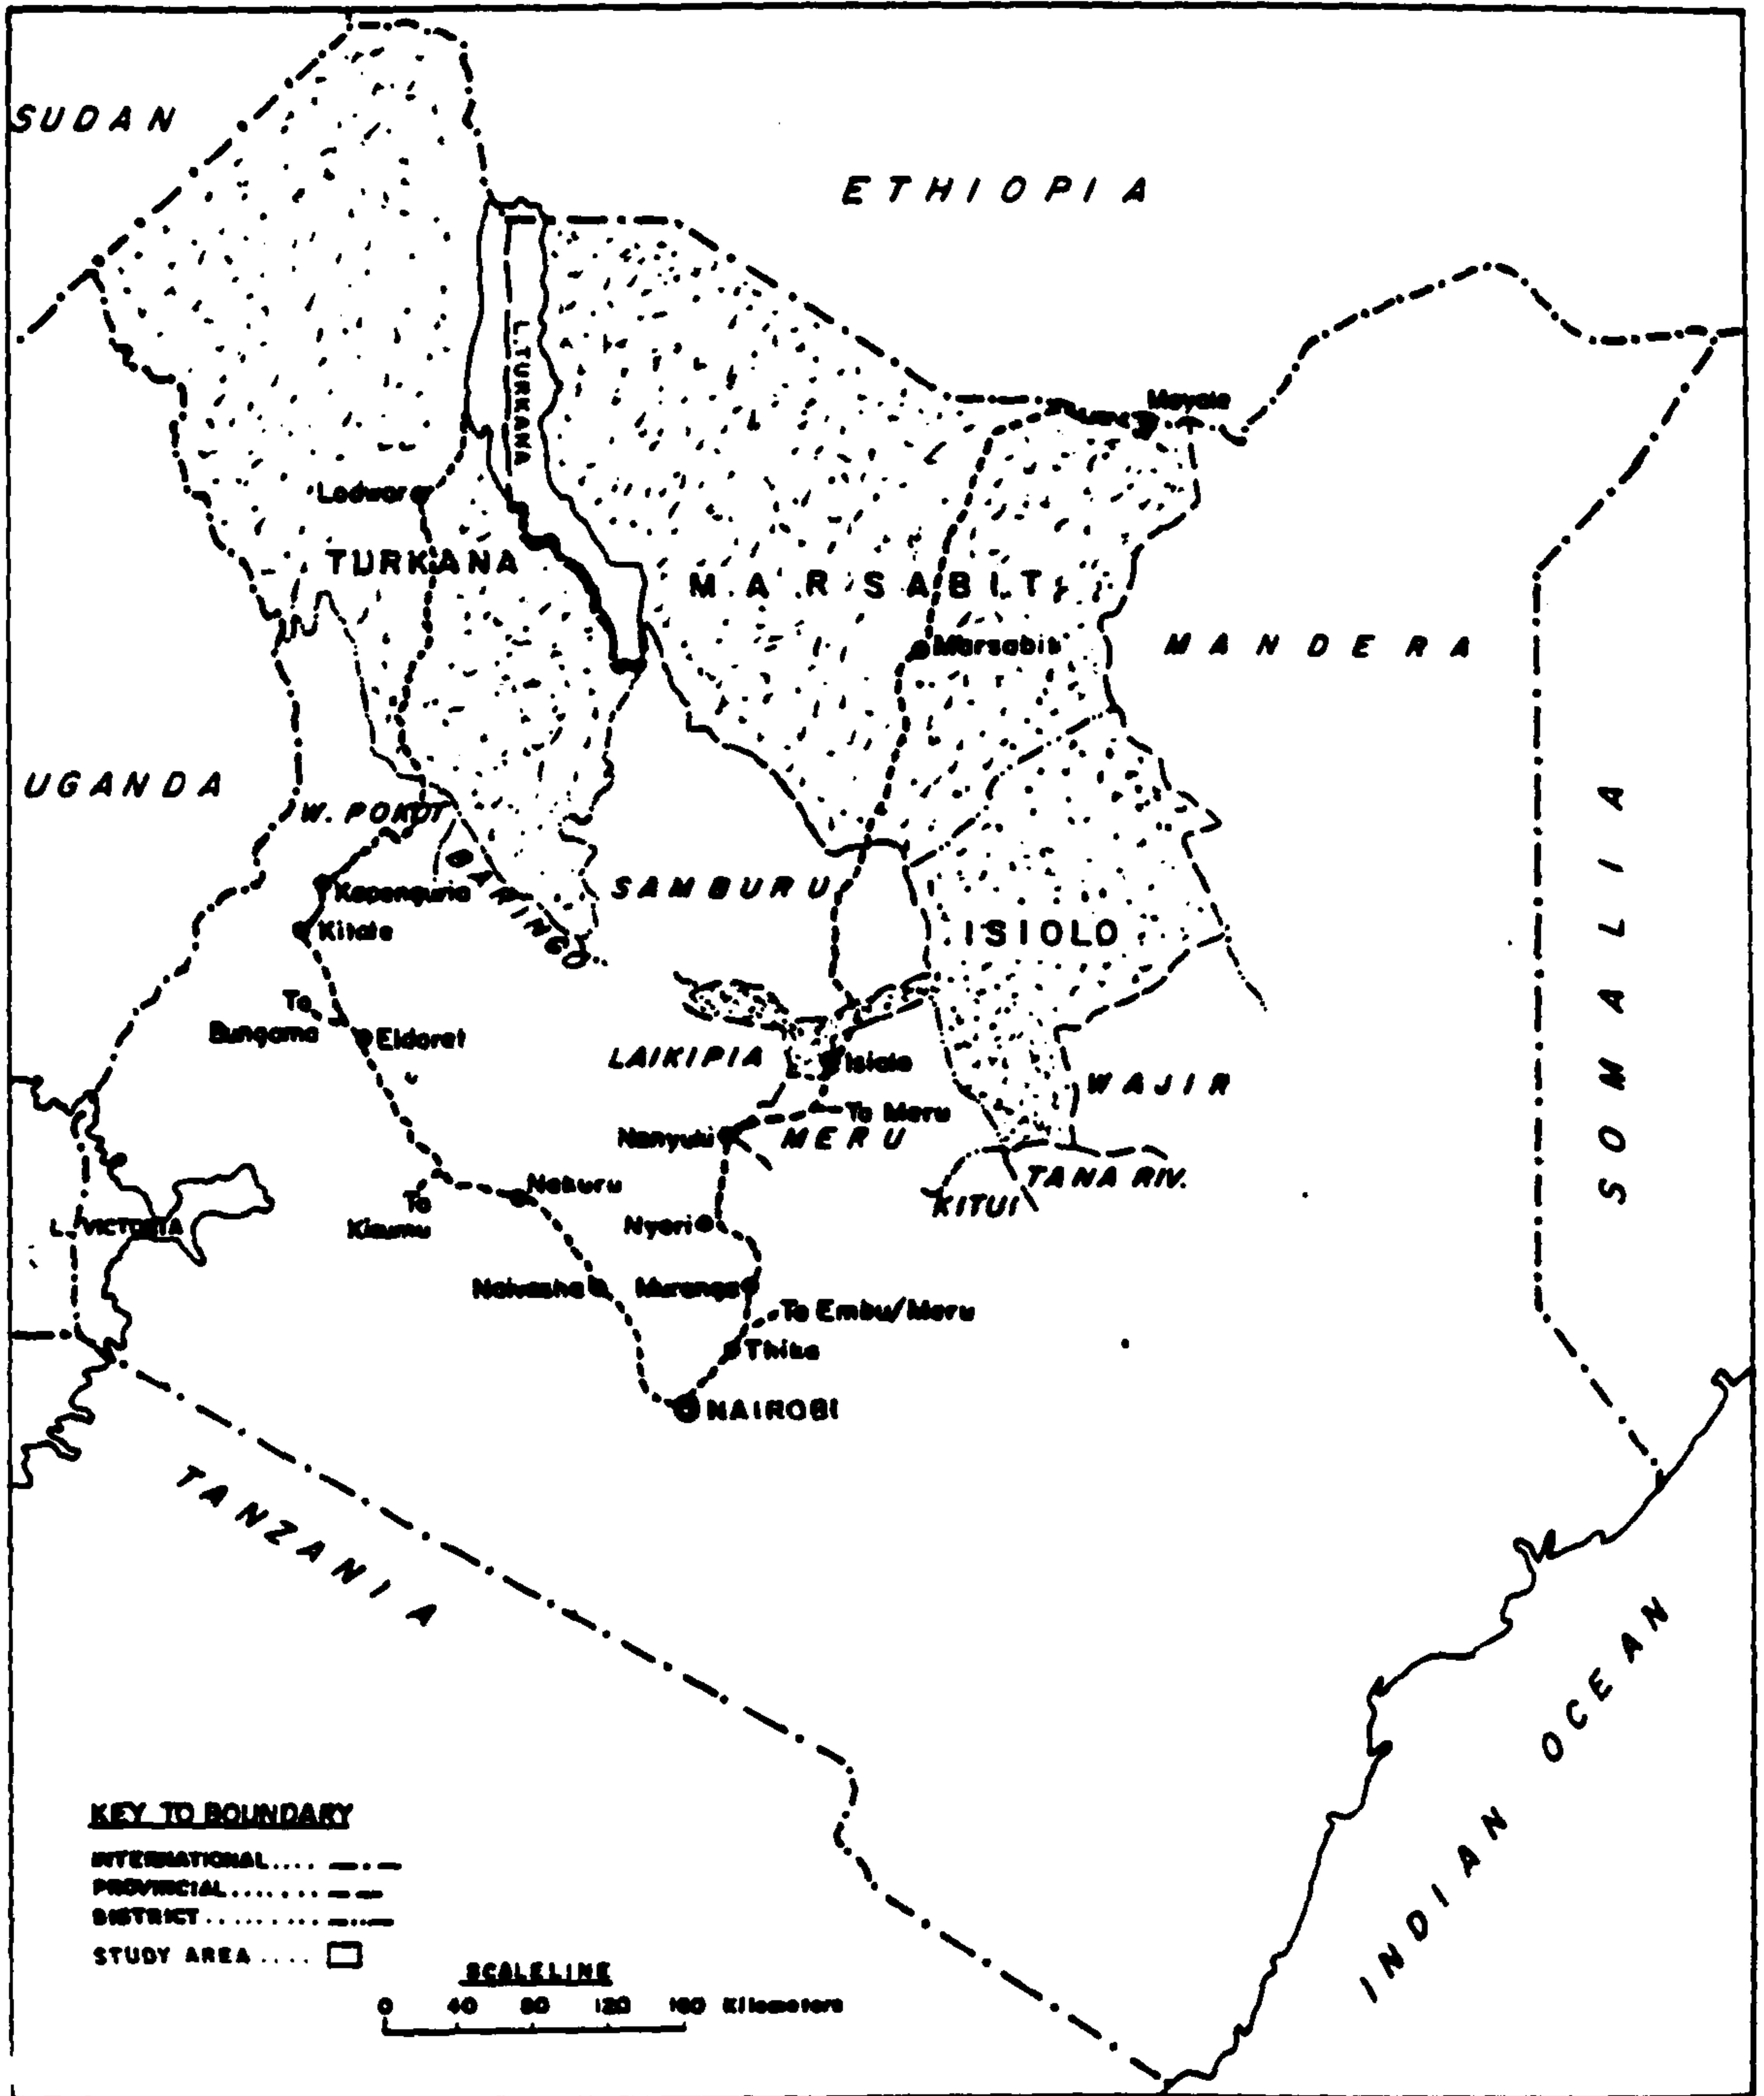 SUDAN
ETHIOPIA
L.TURKANA
Moyale
Lodwar
TURKANA
MARSABIT
Marsabit
MANDERA
UGANDA
W. POKOT
BARINGO
SAMBURU
Kapenguria
Kitale
ISIOLO
SOMALIA
To
Bungoma
Eldoret
LAIKIPIA
Isiolo
WAJIR
To Meru
Nanyuki
MERU
TANA RIV.
KITUI
Nakuru
To
Kisumu
Nyeri
L. VICTORIA
Naivasha
Muranga
To Embu/Meru
Thika
NAIROBI
TANZANIA
INDIAN OCEAN
KEY TO BOUNDARY
INTERNATIONAL....
PROVINCIAL.......
DISTRICT.........
STUDY AREA....
SCALELINE
0 40 80 120 160 Kilometers